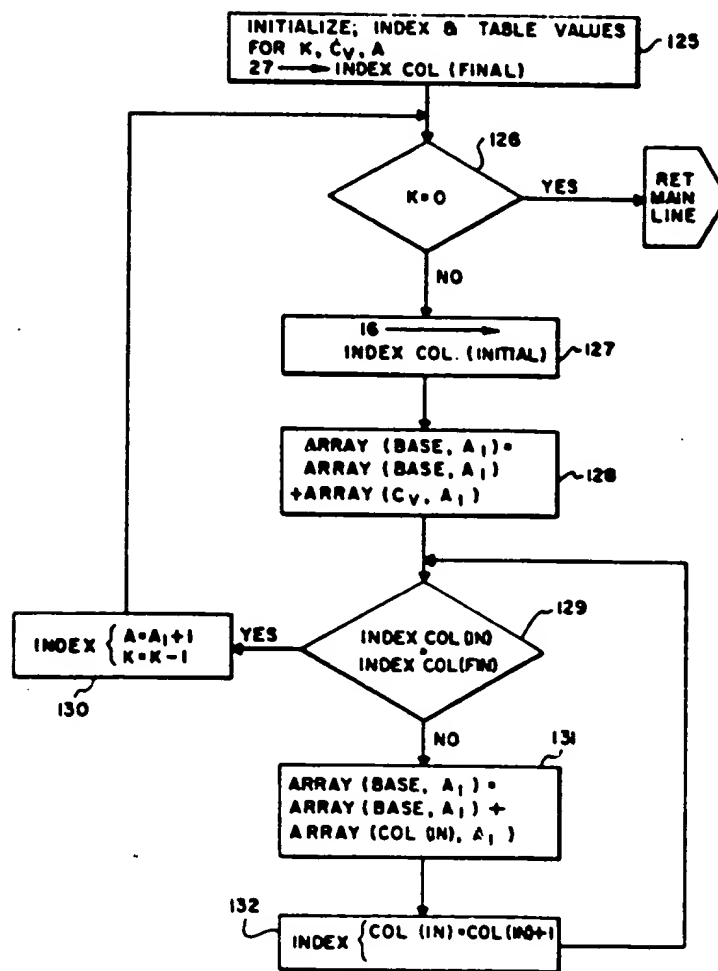 INITIALIZE; INDEX & TABLE VALUES
FOR K, CV, A
27 → INDEX COL (FINAL)
125
126
K=0
YES
RET
MAIN
LINE
NO
16 →
INDEX COL. (INITIAL)
127
ARRAY (BASE, A1)=
ARRAY (BASE, A1)
+ARRAY (CV, A1)
128
129
INDEX COL(IN)
=
INDEX COL(FIN)
YES
INDEX { A=A1+1
K=K-1
130
NO
131
ARRAY (BASE, A1)=
ARRAY (BASE, A1) +
ARRAY (COL (IN), A1)
132
INDEX { COL (IN)=COL(IN)+1